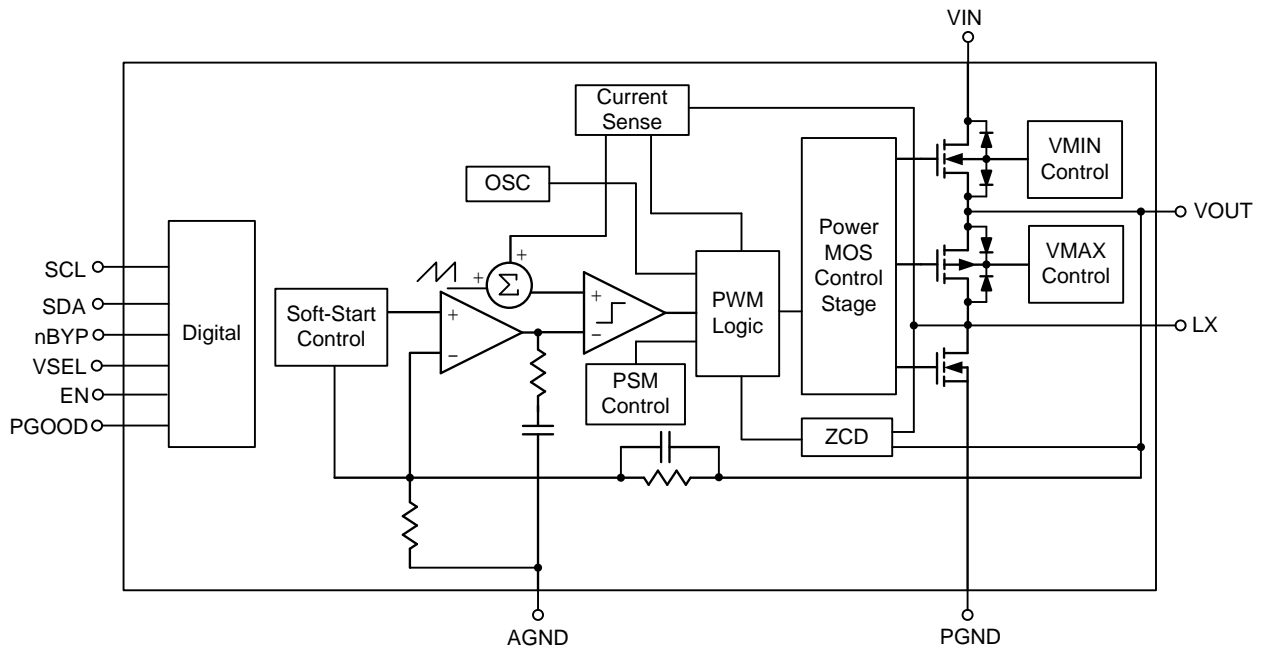 VIN
Current
Sense
VMIN
Control
OSC
VOUT
Power
MOS
Control
Stage
VMAX
Control
SCL
SDA
nBYP
VSEL
EN
PGOOD
Digital
Soft-Start
Control
+
−
+
+
Σ
+
−
PWM
Logic
LX
PSM
Control
ZCD
AGND
PGND